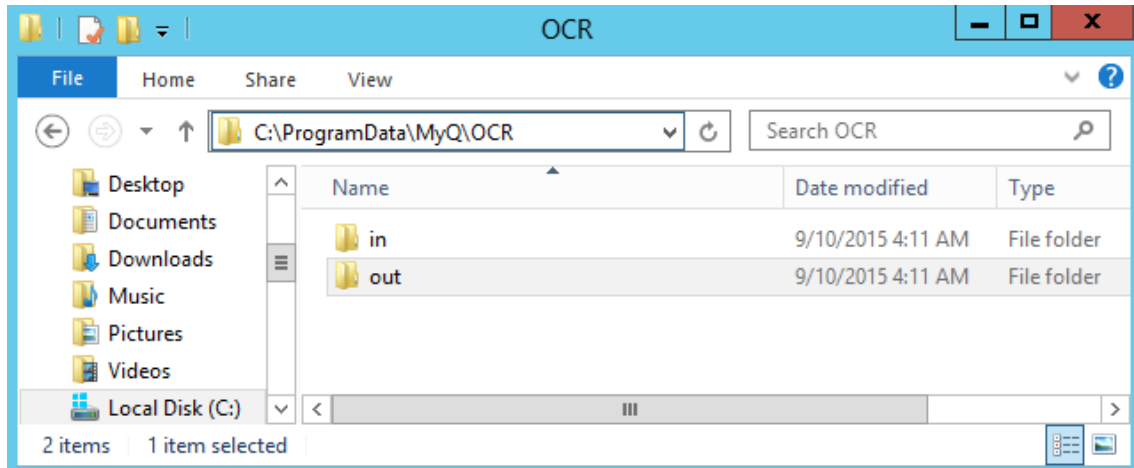 OCR
File Home Share View
C:\ProgramData\MyQ\OCR Search OCR
Desktop Name Date modified Type
Documents in 9/10/2015 4:11 AM File folder
Downloads out 9/10/2015 4:11 AM File folder
Music
Pictures
Videos
Local Disk (C:)
2 items 1 item selected